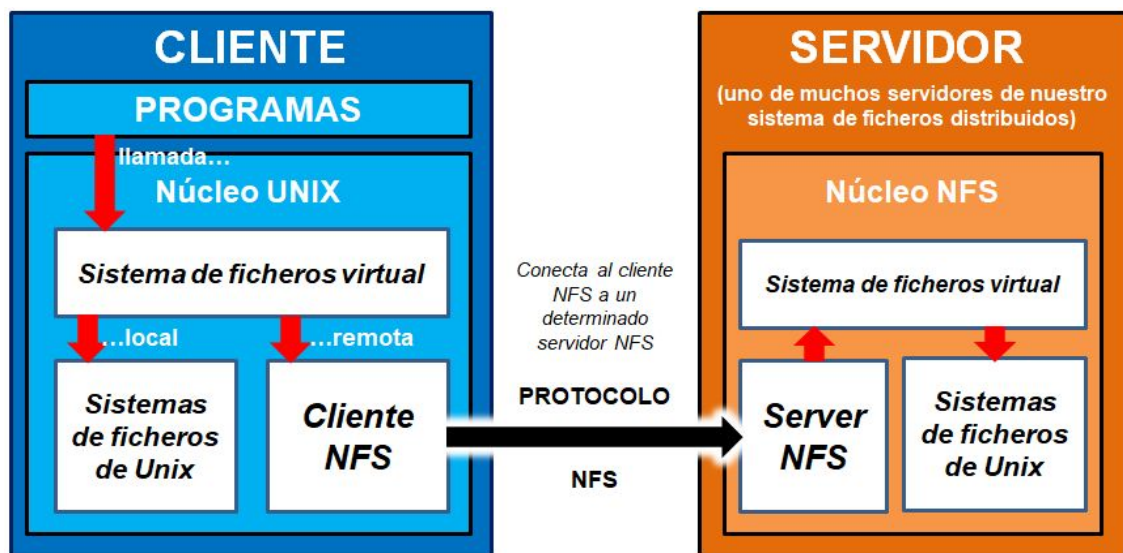 CLIENTE
PROGRAMAS
llamada...
Núcleo UNIX
Sistema de ficheros virtual
...local
...remota
Sistemas
de ficheros
de Unix
Cliente
NFS
Conecta al cliente
NFS a un
determinado
servidor NFS
PROTOCOLO
NFS
SERVIDOR
(uno de muchos servidores de nuestro
sistema de ficheros distribuidos)
Núcleo NFS
Sistema de ficheros virtual
Server
NFS
Sistemas
de ficheros
de Unix